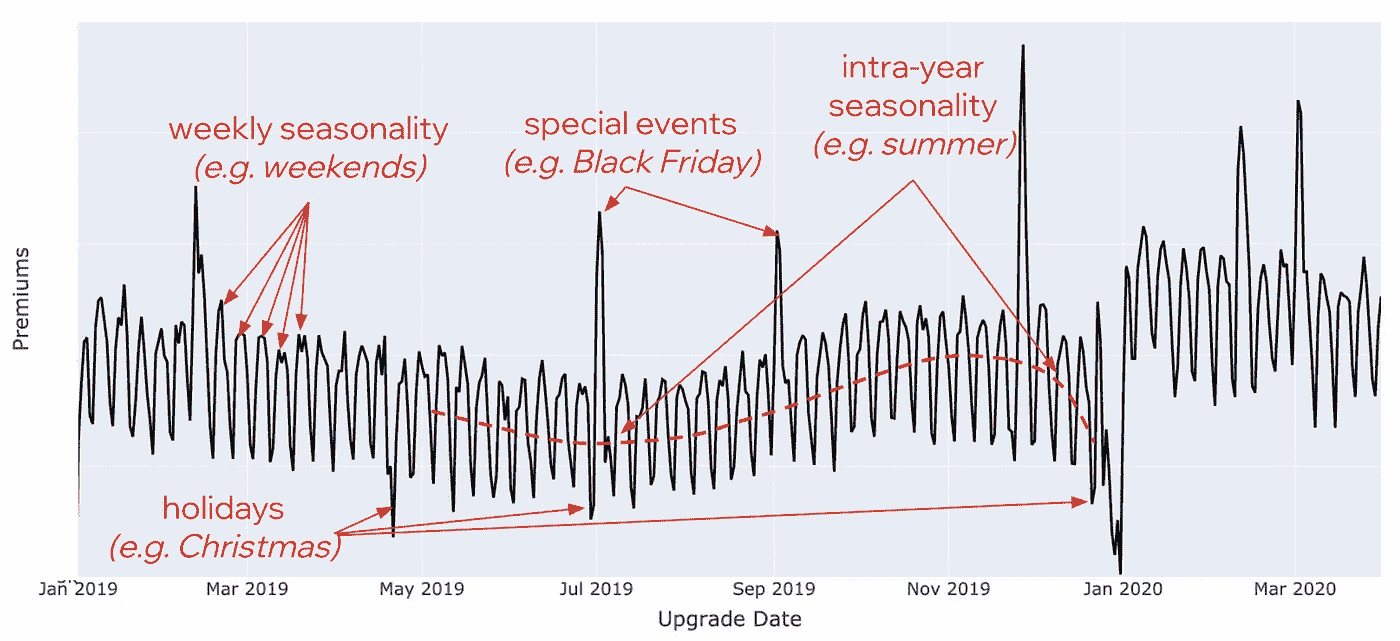 intra-year
seasonality
(e.g. summer)
special events
(e.g. Black Friday)
weekly seasonality
(e.g. weekends)
Premiums
holidays
(e.g. Christmas)
Jan 2019 Mar 2019 May 2019 Jul 2019 Sep 2019 Nov 2019 Jan 2020 Mar 2020
Upgrade Date